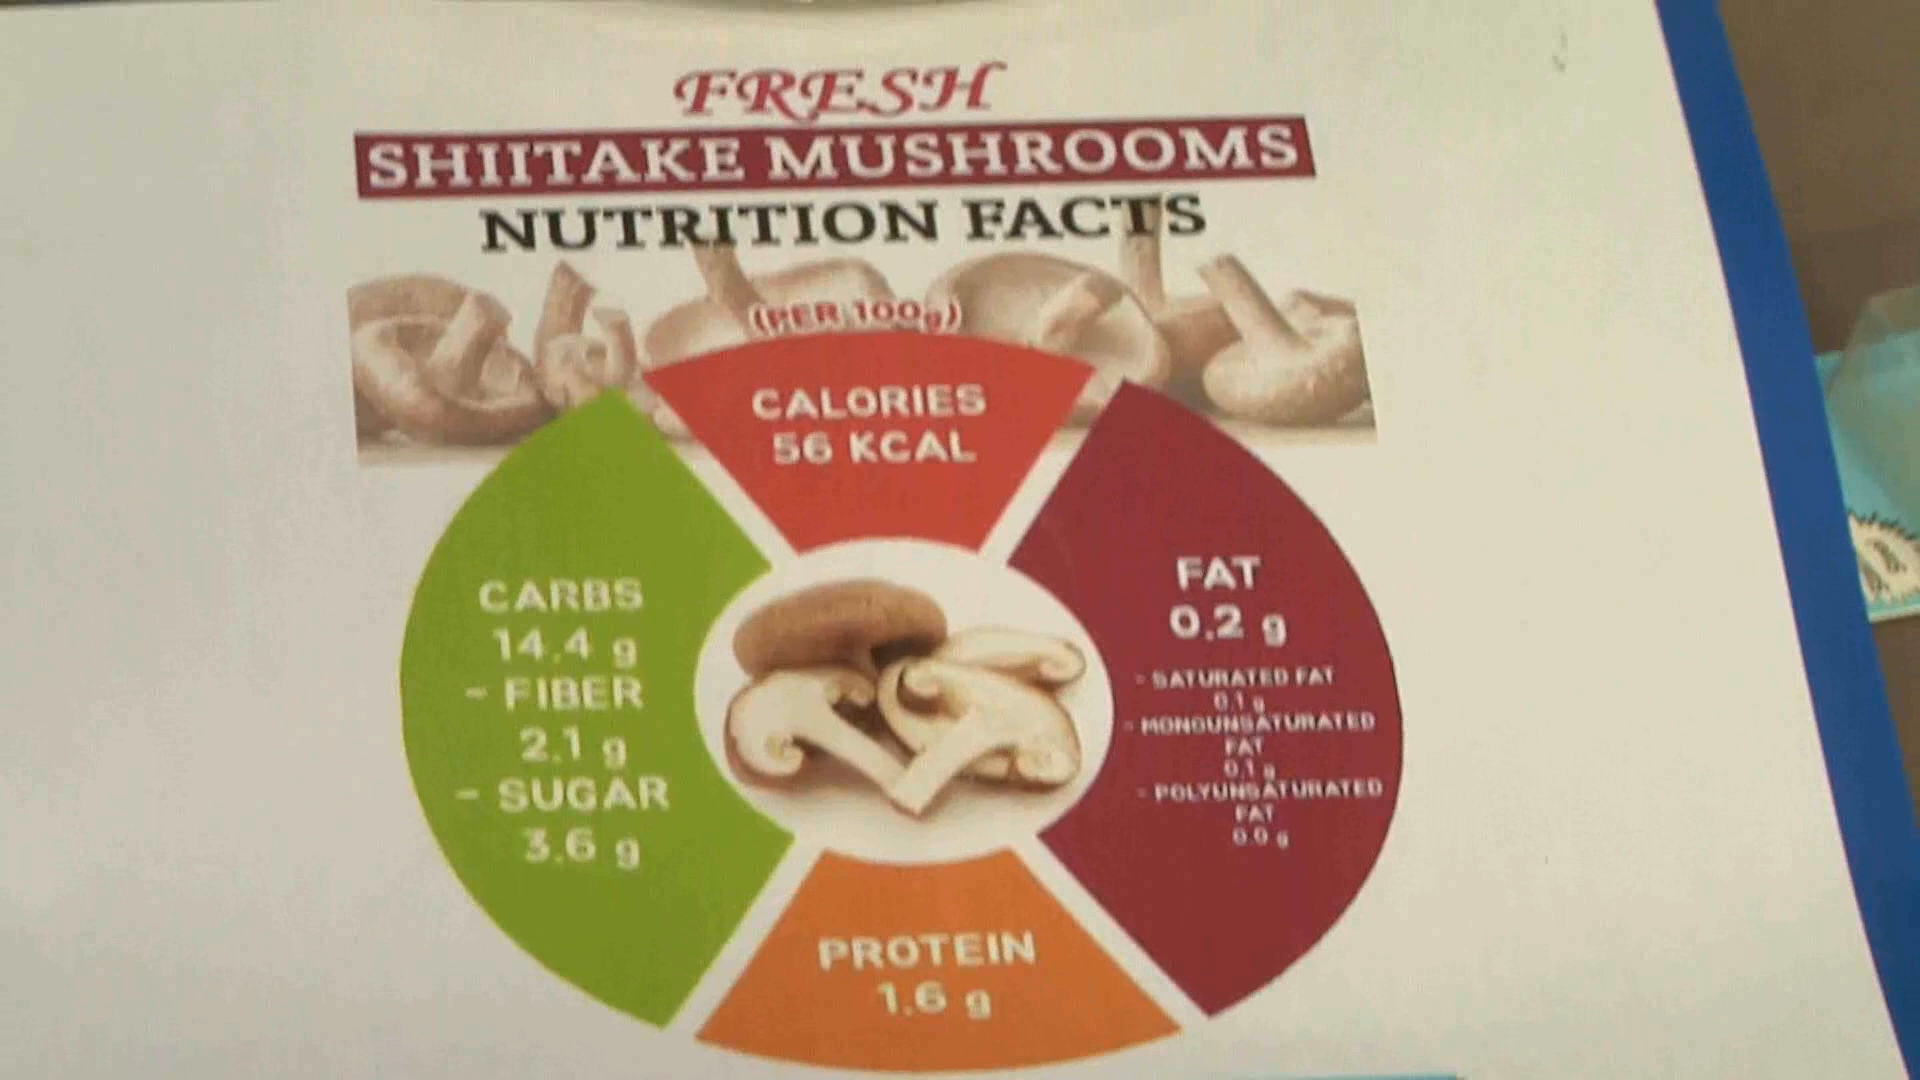 FRESH
SHIITAKE MUSHROOMS
NUTRITION FACTS
(PER 100g)
CALORIES
56 KCAL
CARBS
14.4 g
- FIBER
2.1 g
- SUGAR
3.6 g
FAT
0.2 g
- SATURATED FAT
0.1 g
- MONOUNSATURATED
FAT
0.1 g
- POLYUNSATURATED
FAT
0.0 g
PROTEIN
1.6 g